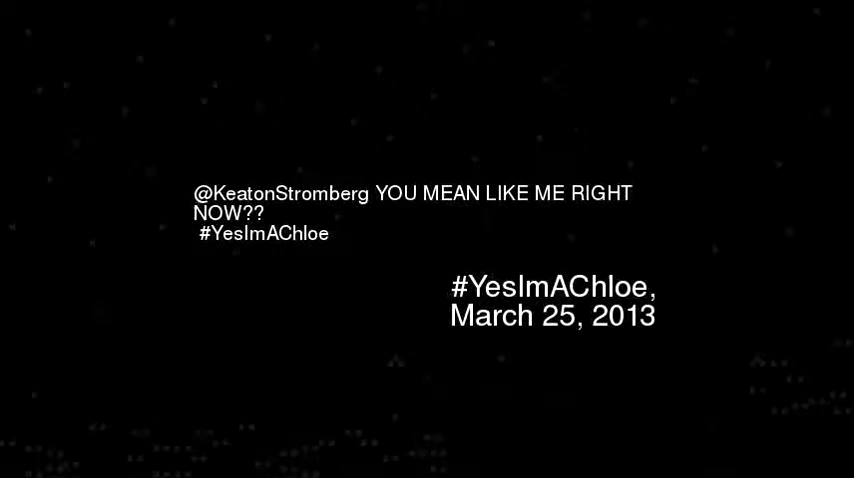 @KeatonStromberg YOU MEAN LIKE ME RIGHT
NOW??
#YesImAChloe
#YesImAChloe,
March 25, 2013